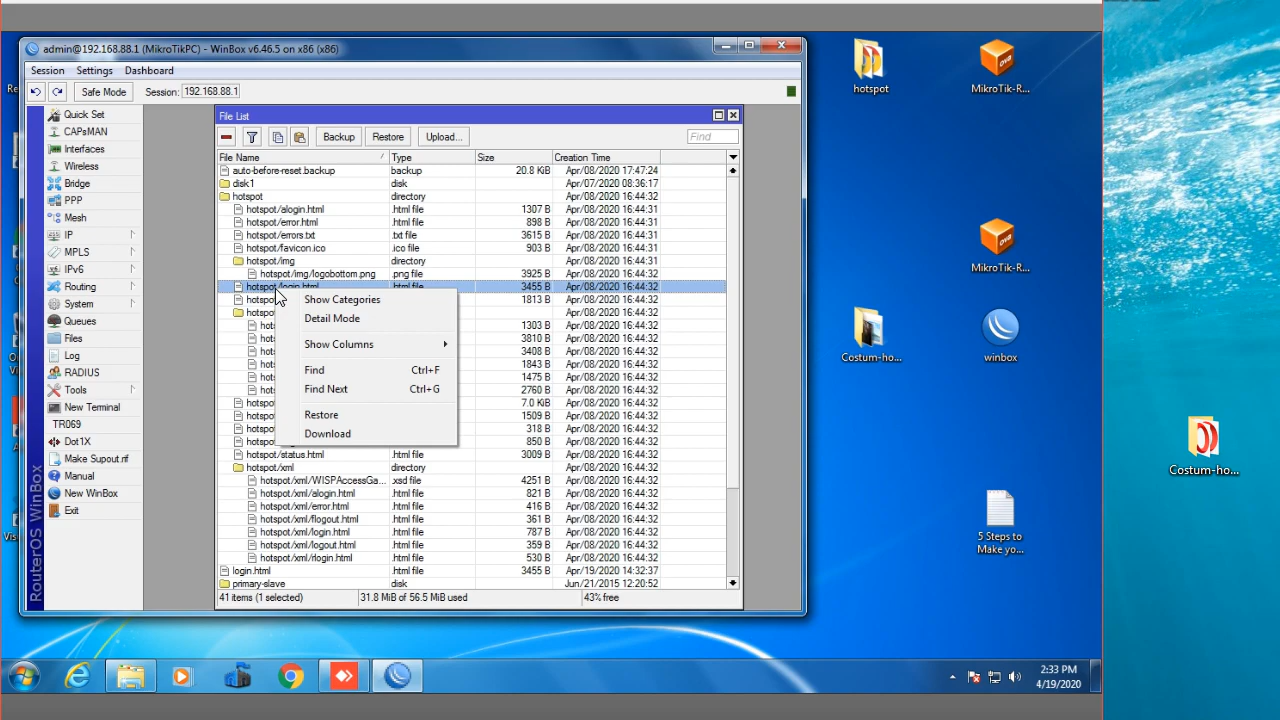 admin@192.168.88.1 (MikroTikPC) - WinBox v6.46.5 on x86 (x86)
Session Settings Dashboard
Safe Mode Session: 192.168.88.1
Quick Set
CAPsMAN
Interfaces
Wireless
Bridge
PPP
Mesh
IP
MPLS
IPv6
Routing
System
Queues
Files
Log
RADIUS
Tools
New Terminal
TR069
Dot1X
Make Supout.rif
Manual
New WinBox
Exit
RouterOS WinBox
File List
Backup Restore Upload... Find
File Name / Type Size Creation Time
auto-before-reset.backup backup 20.8 KiB Apr/08/2020 17:47:24
disk1 disk Apr/07/2020 08:36:17
hotspot directory Apr/08/2020 16:44:32
hotspot/alogin.html .html file 1307 B Apr/08/2020 16:44:31
hotspot/error.html .html file 898 B Apr/08/2020 16:44:32
hotspot/errors.txt .txt file 3615 B Apr/08/2020 16:44:31
hotspot/favicon.ico .ico file 903 B Apr/08/2020 16:44:31
hotspot/img directory Apr/08/2020 16:44:31
hotspot/img/logobottom.png .png file 3925 B Apr/08/2020 16:44:32
hotspot/login.html .html file 3455 B Apr/08/2020 16:44:32
hotspot 1813 B Apr/08/2020 16:44:32
hotspot Apr/08/2020 16:44:32
hots 1303 B Apr/08/2020 16:44:32
hots 3810 B Apr/08/2020 16:44:32
hots 3408 B Apr/08/2020 16:44:32
hots 1843 B Apr/08/2020 16:44:32
hots 1475 B Apr/08/2020 16:44:32
hots 2760 B Apr/08/2020 16:44:32
hotspot 7.0 KiB Apr/08/2020 16:44:32
hotspot 1509 B Apr/08/2020 16:44:32
hotspot 318 B Apr/08/2020 16:44:32
hotspot 850 B Apr/08/2020 16:44:32
hotspot/status.html .html file 3009 B Apr/08/2020 16:44:32
hotspot/xml directory Apr/08/2020 16:44:32
hotspot/xml/WISPAccessGa... .xsd file 4251 B Apr/08/2020 16:44:32
hotspot/xml/alogin.html .html file 821 B Apr/08/2020 16:44:32
hotspot/xml/error.html .html file 416 B Apr/08/2020 16:44:32
hotspot/xml/flogout.html .html file 361 B Apr/08/2020 16:44:32
hotspot/xml/login.html .html file 787 B Apr/08/2020 16:44:32
hotspot/xml/logout.html .html file 359 B Apr/08/2020 16:44:32
hotspot/xml/rlogin.html .html file 530 B Apr/08/2020 16:44:32
login.html .html file 3455 B Apr/19/2020 14:32:37
primary-slave disk Jun/21/2015 12:20:52
41 items (1 selected) 31.8 MiB of 56.5 MiB used 43% free
Show Categories
Detail Mode
Show Columns
Find Ctrl+F
Find Next Ctrl+G
Restore
Download
hotspot
MikroTik-R...
MikroTik-R...
Costum-ho...
winbox
5 Steps to
Make yo...
Costum-ho...
2:33 PM
4/19/2020